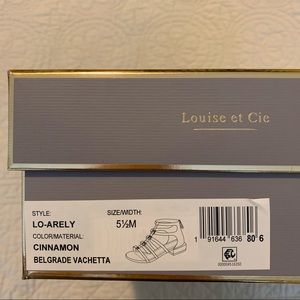 Louise et Cie
STYLE:
LO-ARELY
SIZE/WIDTH:
5½M
COLOR/MATERIAL:
CINNAMON
BELGRADE VACHETTA
1 91644 636 80 6